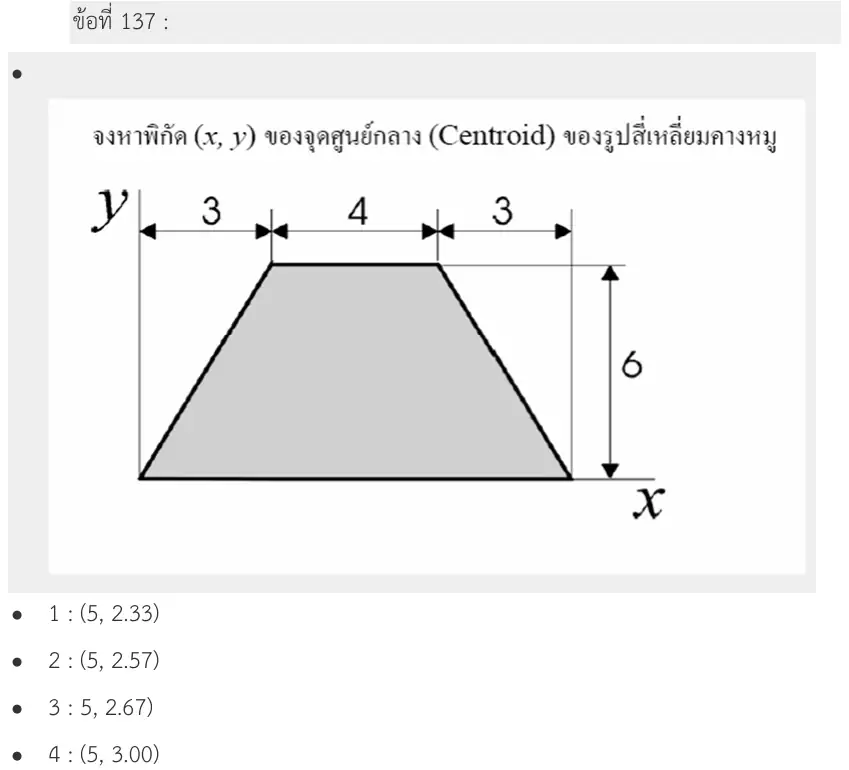 ข้อที่ 137 :
จงหาพิกัด (x, y) ของจุดศูนย์กลาง (Centroid) ของรูปสี่เหลี่ยมคางหมู
y
3 4 3
6
x
1 : (5, 2.33)
2 : (5, 2.57)
3 : 5, 2.67)
4 : (5, 3.00)